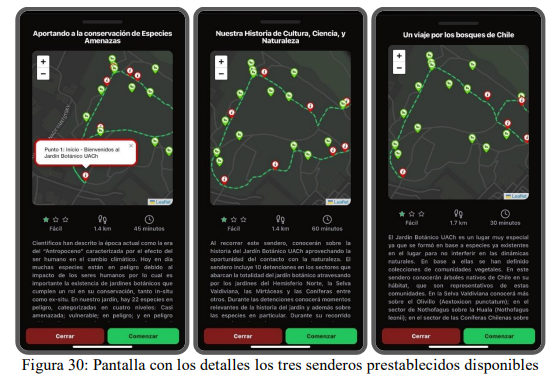 Aportando a la conservación de Especies
Amenazas
+
−
Punto 1: Inicio - Bienvenidos al
Jardín Botánico UACh
×
Leaflet
Fácil
1.4 km
45 minutos
Científicos han descrito la época actual como la era
del "Antropoceno" caracterizada por el efecto del
ser humano en el cambio climático. Hoy en día
muchas especies están en peligro debido al
impacto de los seres humanos por lo cual es
importante la existencia de jardines botánicos que
cumplen un rol en su conservación, tanto in-situ
como ex-situ. En nuestro jardín, hay 22 especies en
peligro, categorizadas en cuatro niveles: Casi
amenazada; vulnerable; en peligro; y en peligro
Cerrar
Comenzar
Nuestra Historia de Cultura, Ciencia, y
Naturaleza
+
−
Leaflet
Fácil
1.4 km
60 minutos
Al recorrer este sendero, conocerán sobre la
historia del Jardín Botánico UACh aprovechando la
oportunidad del contacto con la naturaleza. El
sendero incluye 10 detenciones en los sectores que
abarcan la totalidad del jardín botánico atravesando
por los jardines del Hemisferio Norte, la Selva
Valdiviana, las Mirtáceas y las Coníferas entre
otros. Durante las detenciones conocerá momentos
relevantes de la historia del jardín y además sobre
las especies en particular. Durante su recorrido
Cerrar
Comenzar
Un viaje por los bosques de Chile
+
−
Leaflet
Fácil
1.7 km
30 minutos
El Jardín Botánico UACh es un lugar muy especial
ya que se formó en base a especies ya existentes
en el lugar para no interferir en las dinámicas
naturales. En base a ellas se han definido
colecciones de comunidades vegetales. En este
sendero conocerán árboles nativos de Chile en su
hábitat, que son representativos de estas
comunidades. En la Selva Valdiviana conocerá más
sobre el Olivillo (Aextoxicon punctatum); en el
sector de Nothofagus sobre la Huala (Nothofagus
leonii); en el sector de las Coníferas Chilenas sobre
Cerrar
Comenzar
Figura 30: Pantalla con los detalles los tres senderos prestablecidos disponibles